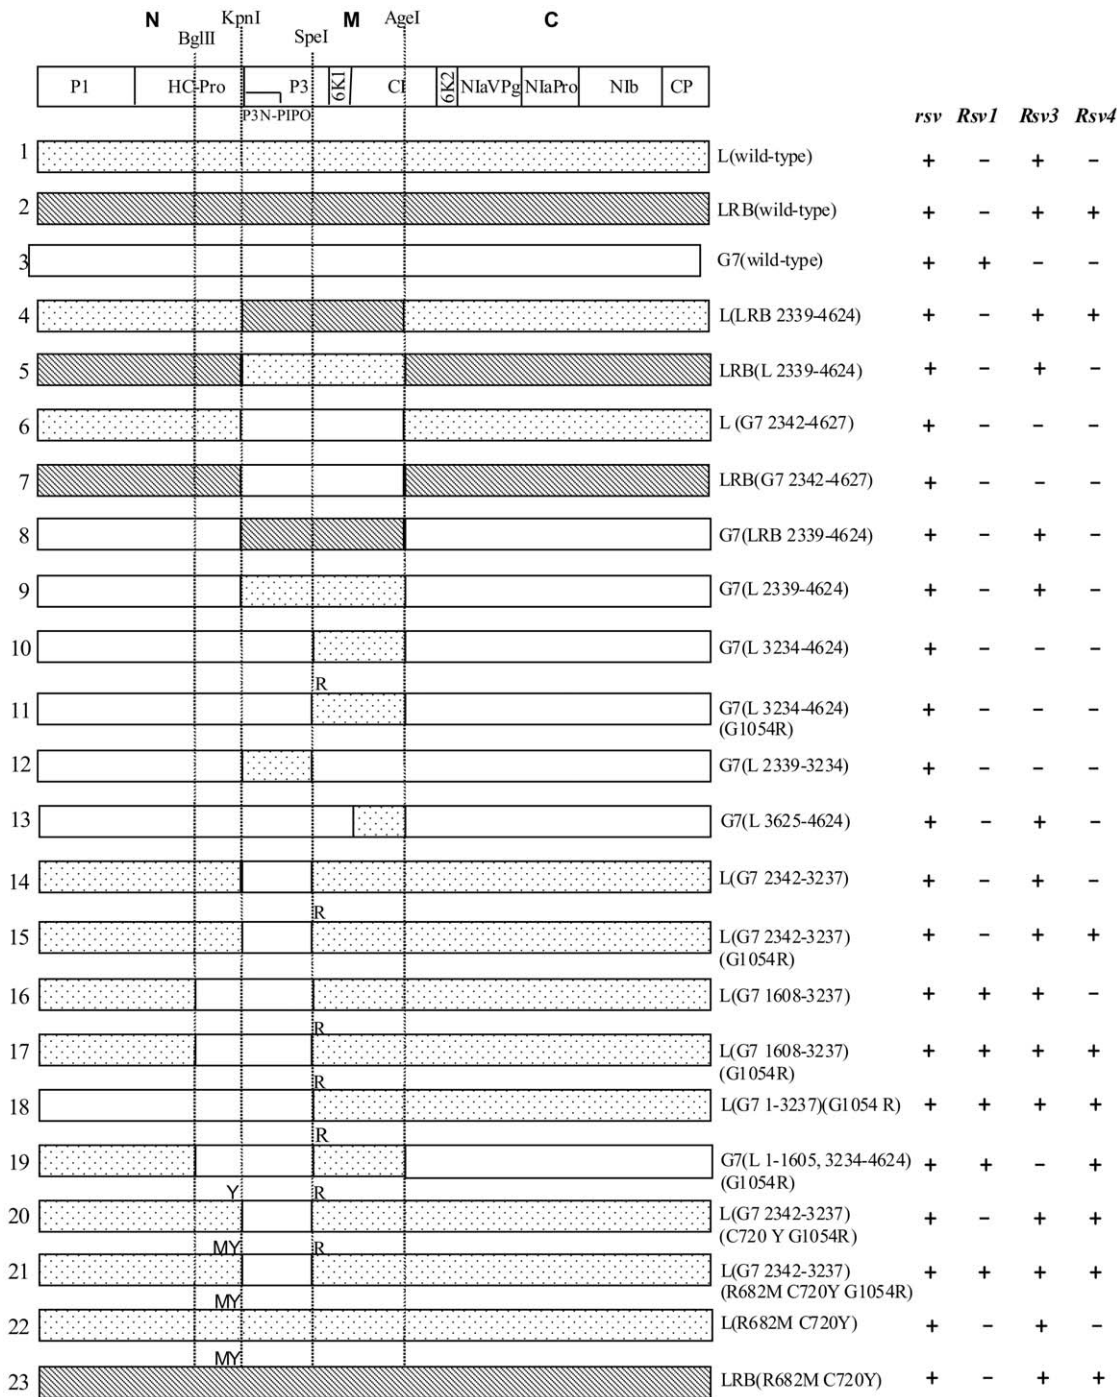 N KpnI M AgeI C
BglII SpeI
P1 HC-Pro P3 6K1 CI 6K2 NIaVPg NIaPro NIb CP
P3N-PIPO
rsv Rsv1 Rsv3 Rsv4
1 L(wild-type) + – + –
2 LRB(wild-type) + – + +
3 G7(wild-type) + + – –
4 L(LRB 2339-4624) + – + +
5 LRB(L 2339-4624) + – + –
6 L (G7 2342-4627) + – – –
7 LRB(G7 2342-4627) + – – –
8 G7(LRB 2339-4624) + – + –
9 G7(L 2339-4624) + – + –
10 G7(L 3234-4624) + – – –
R
11 G7(L 3234-4624) + – – –
(G1054R)
12 G7(L 2339-3234) + – – –
13 G7(L 3625-4624) + – + –
14 L(G7 2342-3237) + – + –
R
15 L(G7 2342-3237) + – + +
(G1054R)
16 L(G7 1608-3237) + + + –
R
17 L(G7 1608-3237) + + + +
(G1054R)
R
18 L(G7 1-3237)(G1054 R) + + + +
R
19 G7(L 1-1605, 3234-4624) + + – +
(G1054R)
Y R
20 L(G7 2342-3237) + – + +
(C720 Y G1054R)
MY R
21 L(G7 2342-3237) + + + +
(R682M C720Y G1054R)
MY
22 L(R682M C720Y) + – + –
MY
23 LRB(R682M C720Y) + – + +